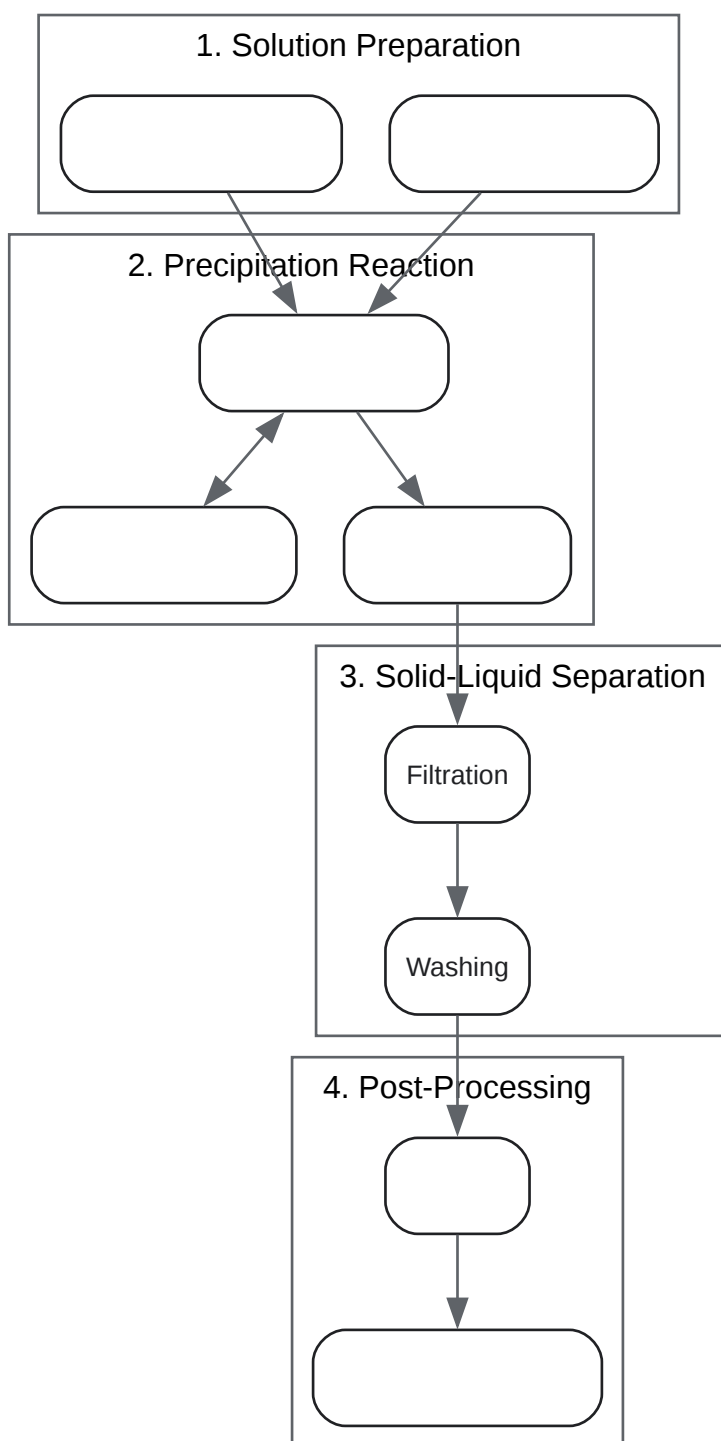 1. Solution Preparation
2. Precipitation Reaction
3. Solid-Liquid Separation
Filtration
Washing
4. Post-Processing